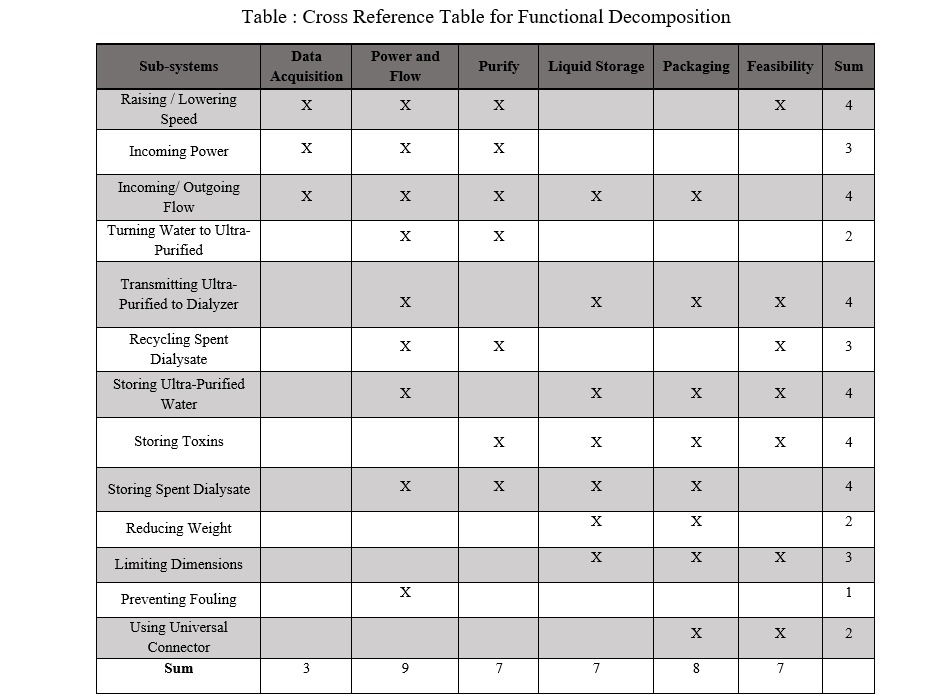 Table : Cross Reference Table for Functional Decomposition
Sub-systems Data Acquisition Power and Flow Purify Liquid Storage Packaging Feasibility Sum
Raising / Lowering Speed X X X X 4
Incoming Power X X X 3
Incoming/ Outgoing Flow X X X X X 4
Turning Water to Ultra-Purified X X 2
Transmitting Ultra-Purified to Dialyzer X X X X 4
Recycling Spent Dialysate X X X 3
Storing Ultra-Purified Water X X X X 4
Storing Toxins X X X X 4
Storing Spent Dialysate X X X X 4
Reducing Weight X X 2
Limiting Dimensions X X X 3
Preventing Fouling X 1
Using Universal Connector X X 2
Sum 3 9 7 7 8 7